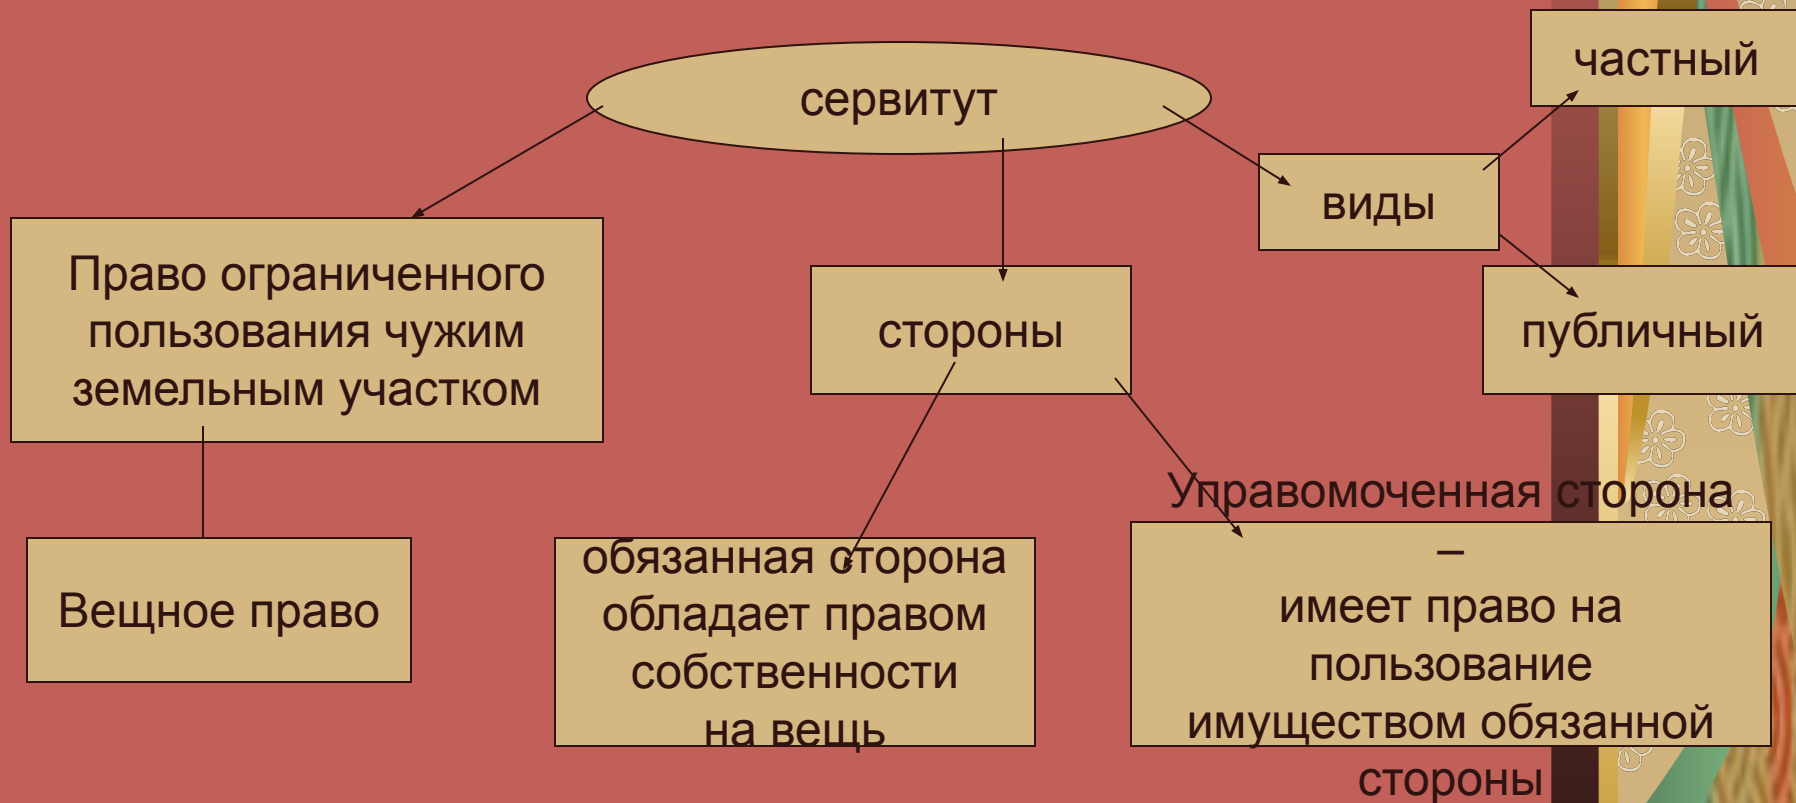 сервитут
частный
виды
публичный
Право ограниченного
пользования чужим
земельным участком
стороны
Вещное право
обязанная сторона
обладает правом
собственности
на вещь
Управомоченная сторона
–
имеет право на
пользование
имуществом обязанной
стороны